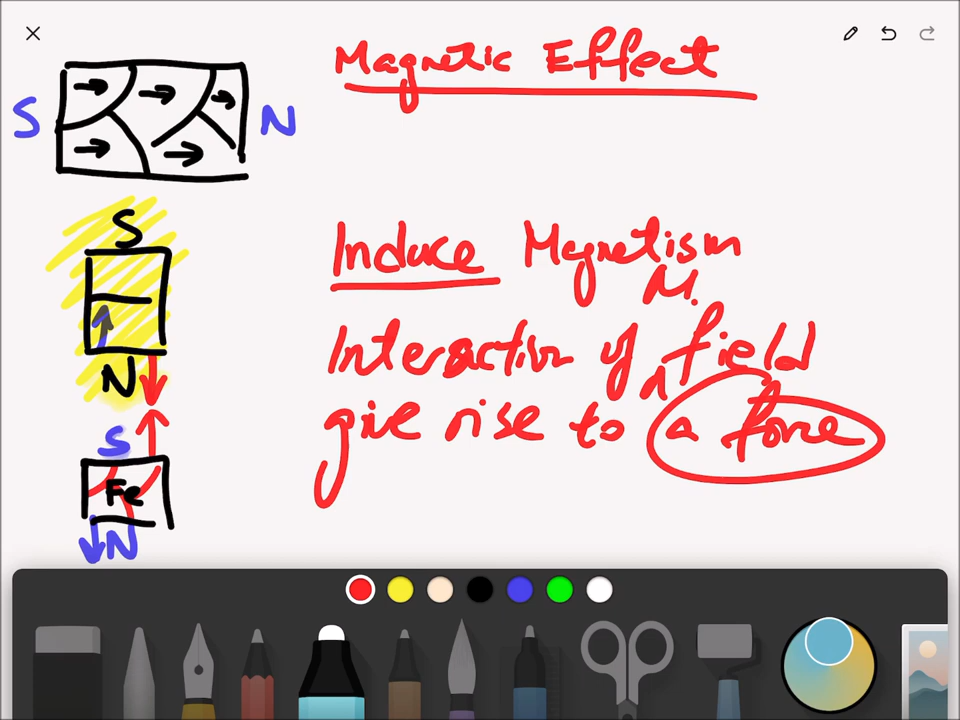 Magnetic Effect
S N
S
Induce Magnetism
M.
Interaction of field
N
give rise to a force
S
Fe
N